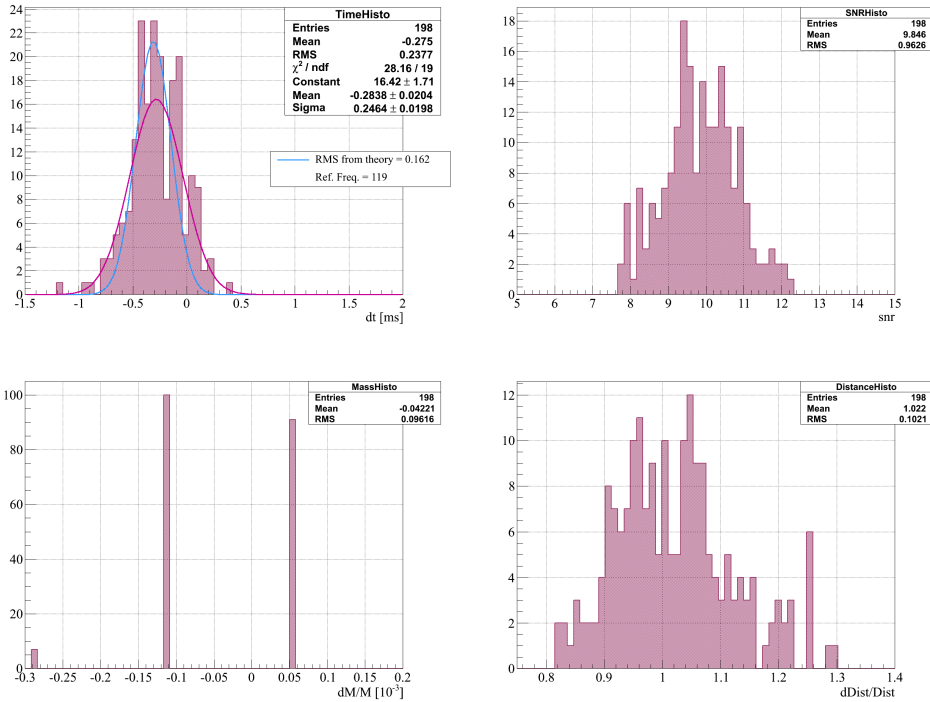 TimeHisto
Entries 198
Mean -0.275
RMS 0.2377
χ² / ndf 28.16 / 19
Constant 16.42 ± 1.71
Mean -0.2838 ± 0.0204
Sigma 0.2464 ± 0.0198
RMS from theory = 0.162
Ref. Freq. = 119
24
22
20
18
16
14
12
10
8
6
4
2
0
-1.5 -1 -0.5 0 0.5 1 1.5 2
dt [ms]
SNRHisto
Entries 198
Mean 9.846
RMS 0.9626
18
16
14
12
10
8
6
4
2
0
5 6 7 8 9 10 11 12 13 14 15
snr
MassHisto
Entries 198
Mean -0.04221
RMS 0.09616
100
80
60
40
20
0
-0.3 -0.25 -0.2 -0.15 -0.1 -0.05 0 0.05 0.1 0.15 0.2
dM/M [10⁻³]
DistanceHisto
Entries 198
Mean 1.022
RMS 0.1021
12
10
8
6
4
2
0
0.8 0.9 1 1.1 1.2 1.3 1.4
dDist/Dist